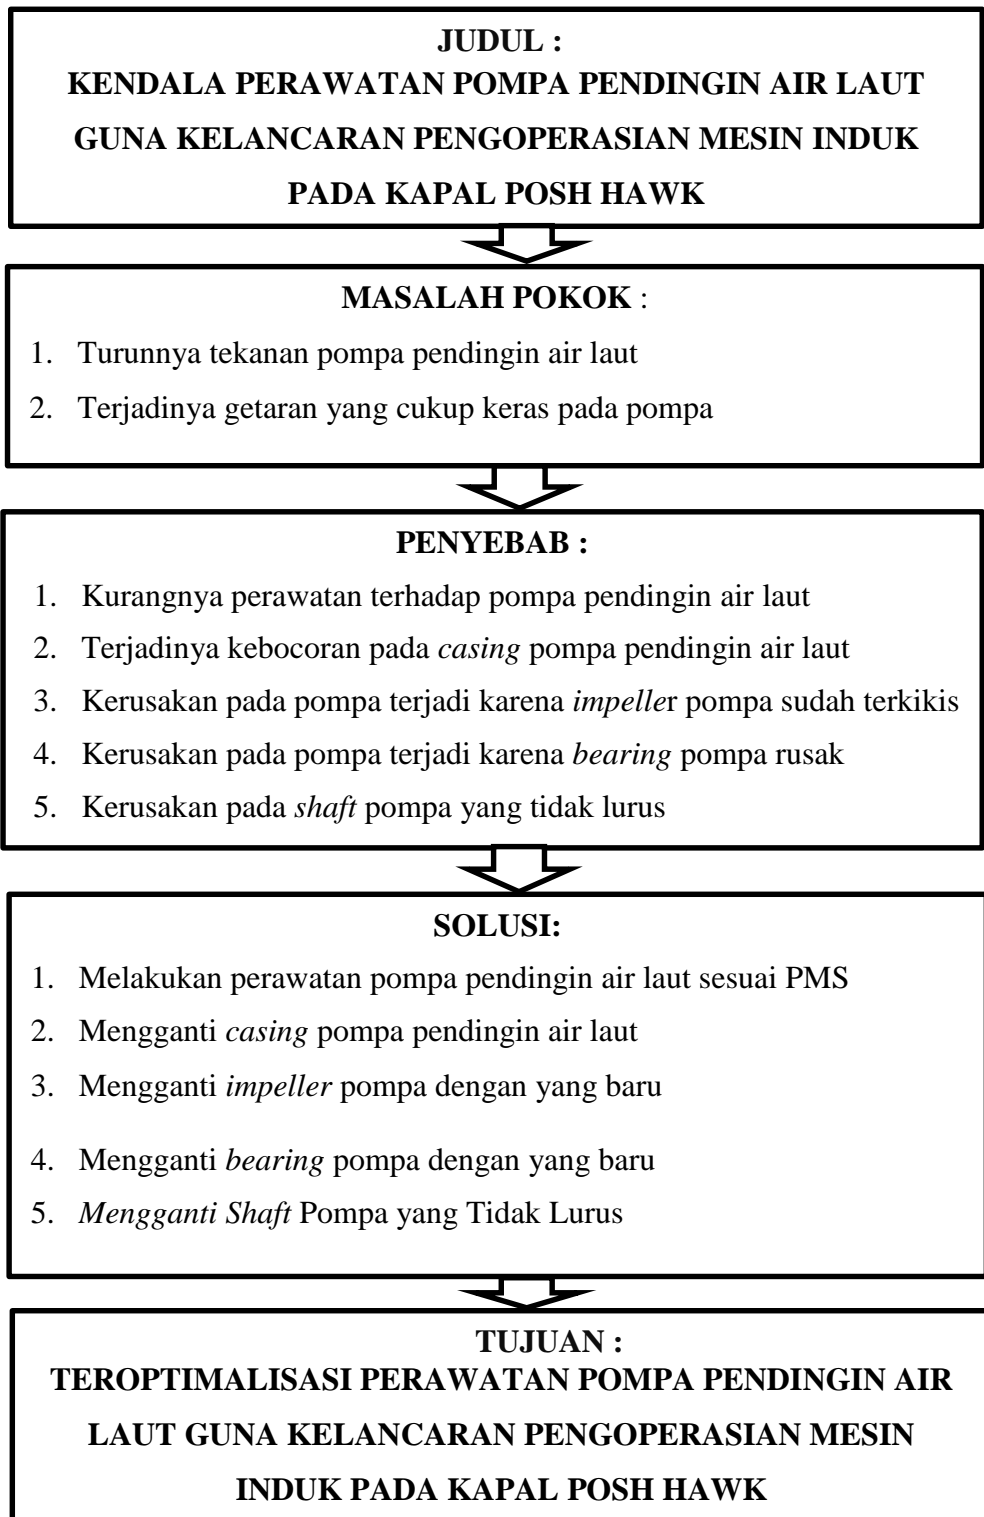 JUDUL :
KENDALA PERAWATAN POMPA PENDINGIN AIR LAUT
GUNA KELANCARAN PENGOPERASIAN MESIN INDUK
PADA KAPAL POSH HAWK
MASALAH POKOK :
1. Turunnya tekanan pompa pendingin air laut
2. Terjadinya getaran yang cukup keras pada pompa
PENYEBAB :
1. Kurangnya perawatan terhadap pompa pendingin air laut
2. Terjadinya kebocoran pada casing pompa pendingin air laut
3. Kerusakan pada pompa terjadi karena impeller pompa sudah terkikis
4. Kerusakan pada pompa terjadi karena bearing pompa rusak
5. Kerusakan pada shaft pompa yang tidak lurus
SOLUSI:
1. Melakukan perawatan pompa pendingin air laut sesuai PMS
2. Mengganti casing pompa pendingin air laut
3. Mengganti impeller pompa dengan yang baru
4. Mengganti bearing pompa dengan yang baru
5. Mengganti Shaft Pompa yang Tidak Lurus
TUJUAN :
TEROPTIMALISASI PERAWATAN POMPA PENDINGIN AIR
LAUT GUNA KELANCARAN PENGOPERASIAN MESIN
INDUK PADA KAPAL POSH HAWK